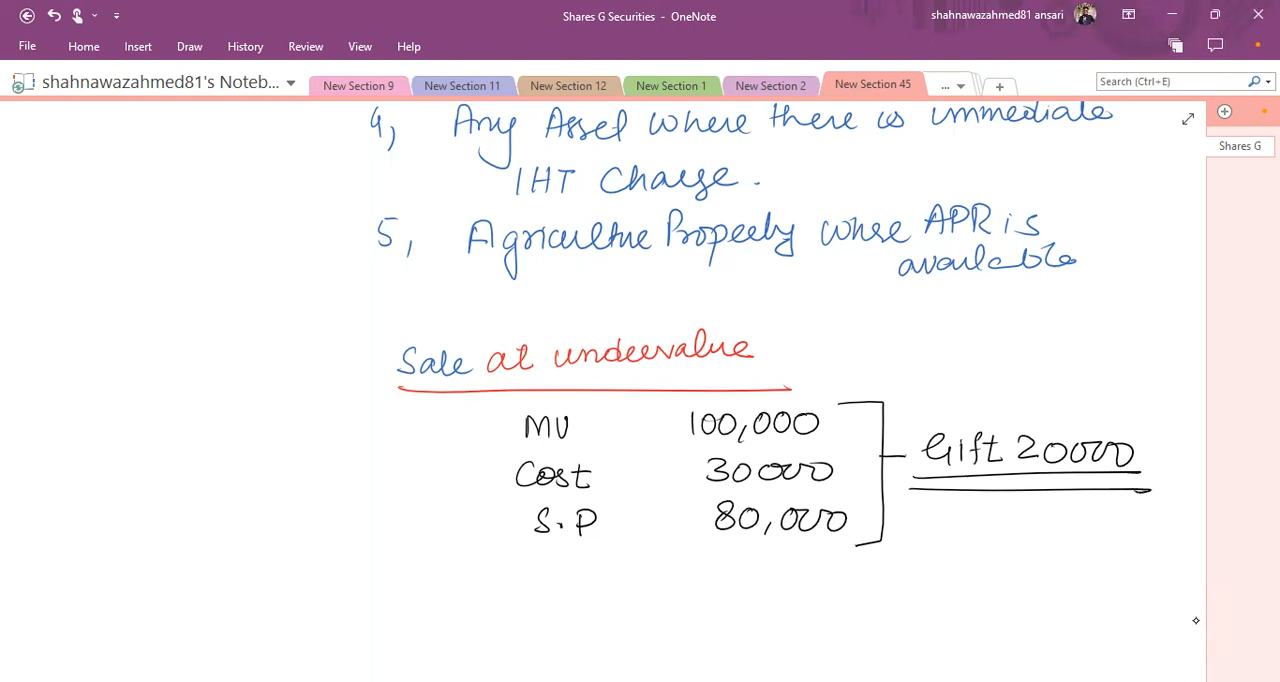 Shares G Securities - OneNote
shahnawazahmed81 ansari
File Home Insert Draw History Review View Help
shahnawazahmed81's Noteb...
New Section 9 New Section 11 New Section 12 New Section 1 New Section 2 New Section 45 ...
Search (Ctrl+E)
Shares G
4, Any Asset where there is immediate
IHT Charge.
5, Agriculture Property whose APR is
available
Sale at undervalue
MV 100,000
Cost 30000
S.P 80,000
Gift 20000